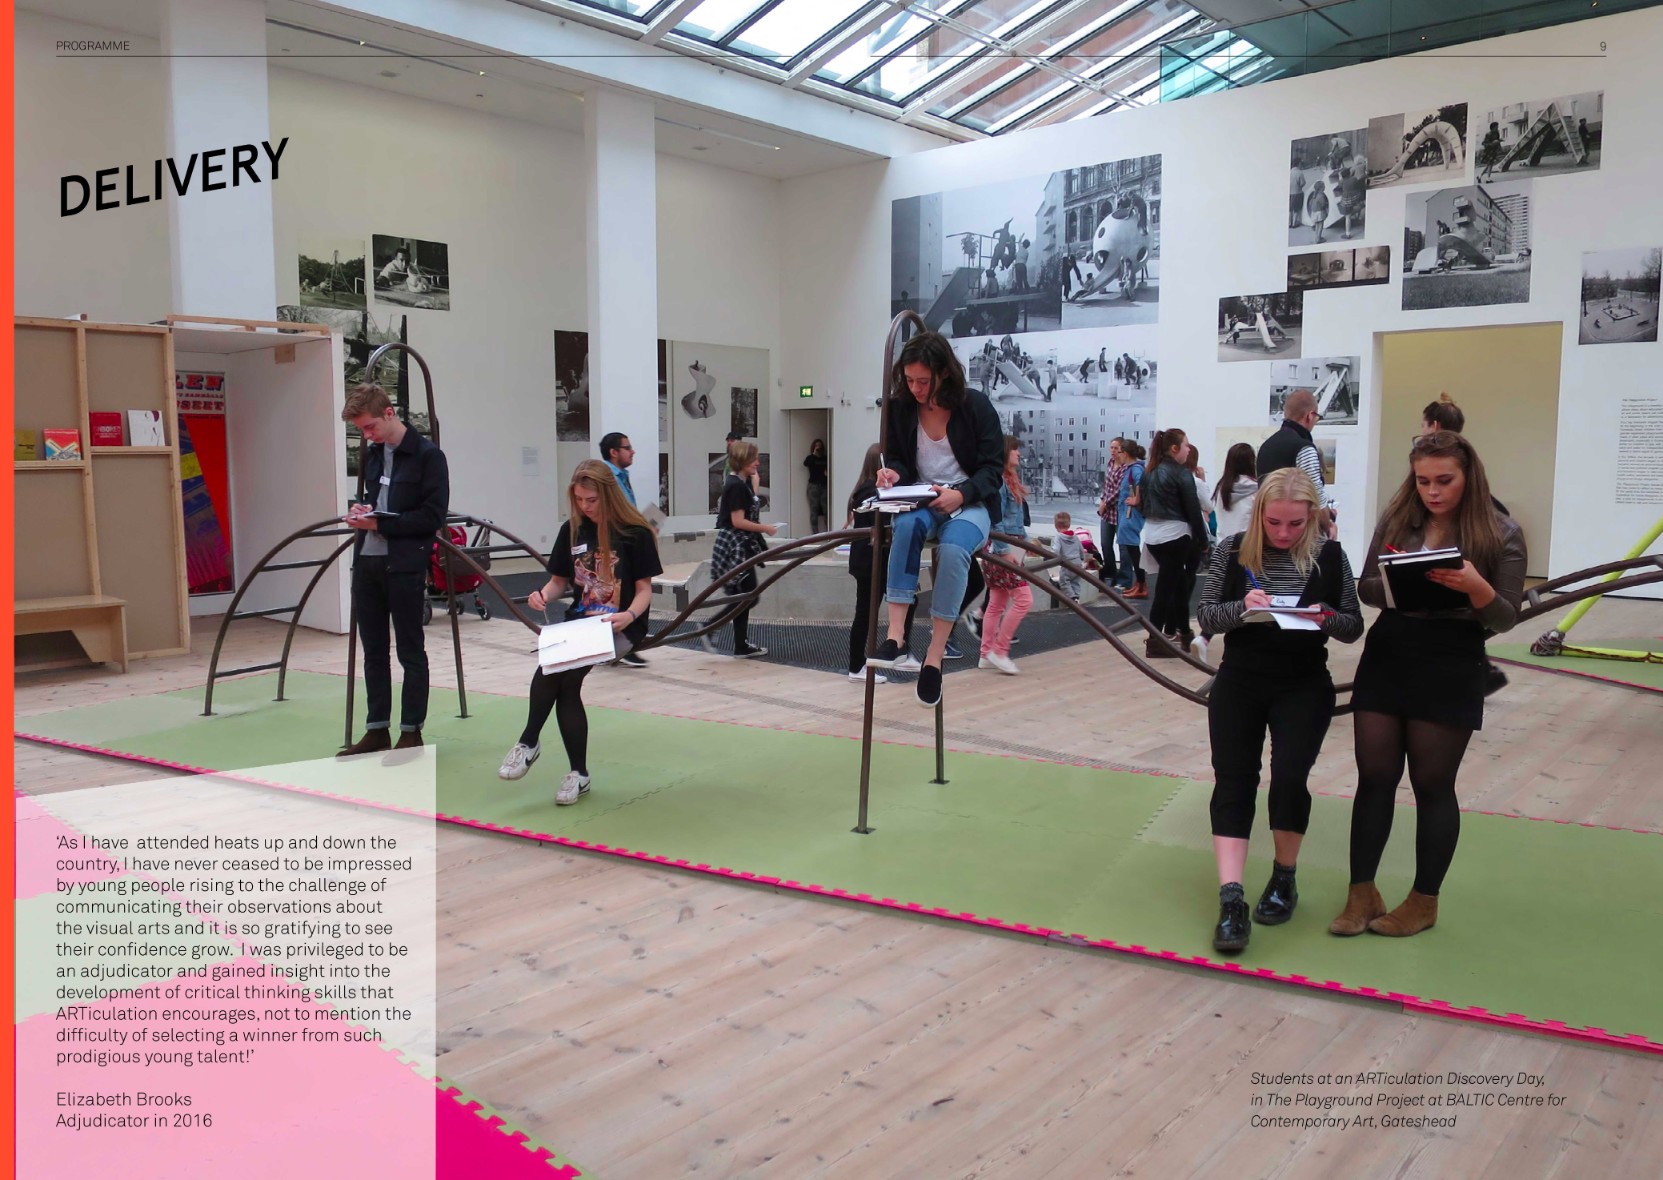 PROGRAMME
9
DELIVERY
LEN
'As I have attended heats up and down the
country, I have never ceased to be impressed
by young people rising to the challenge of
communicating their observations about
the visual arts and it is so gratifying to see
their confidence grow. I was privileged to be
an adjudicator and gained insight into the
development of critical thinking skills that
ARTiculation encourages, not to mention the
difficulty of selecting a winner from such
prodigious young talent!'
Elizabeth Brooks
Adjudicator in 2016
Students at an ARTiculation Discovery Day,
in The Playground Project at BALTIC Centre for
Contemporary Art, Gateshead